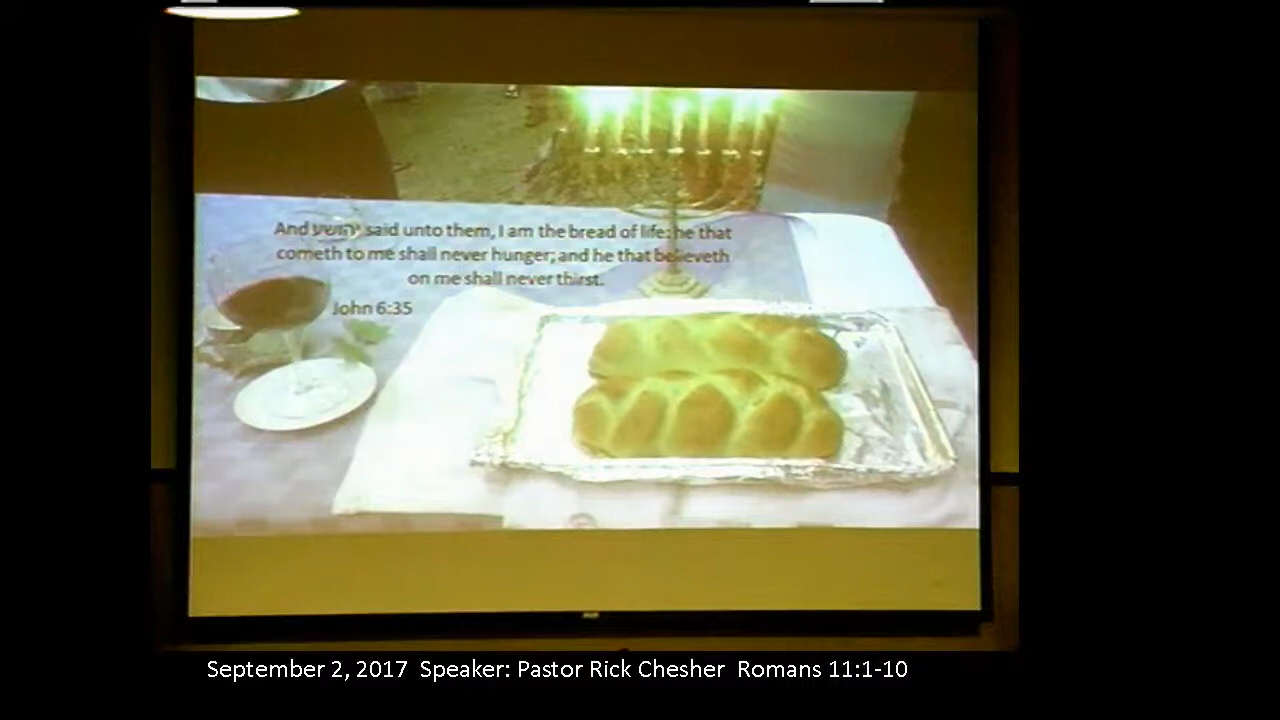 And יהושע said unto them, I am the bread of life: he that
cometh to me shall never hunger; and he that believeth
on me shall never thirst.
John 6:35
September 2, 2017 Speaker: Pastor Rick Chesher Romans 11:1-10